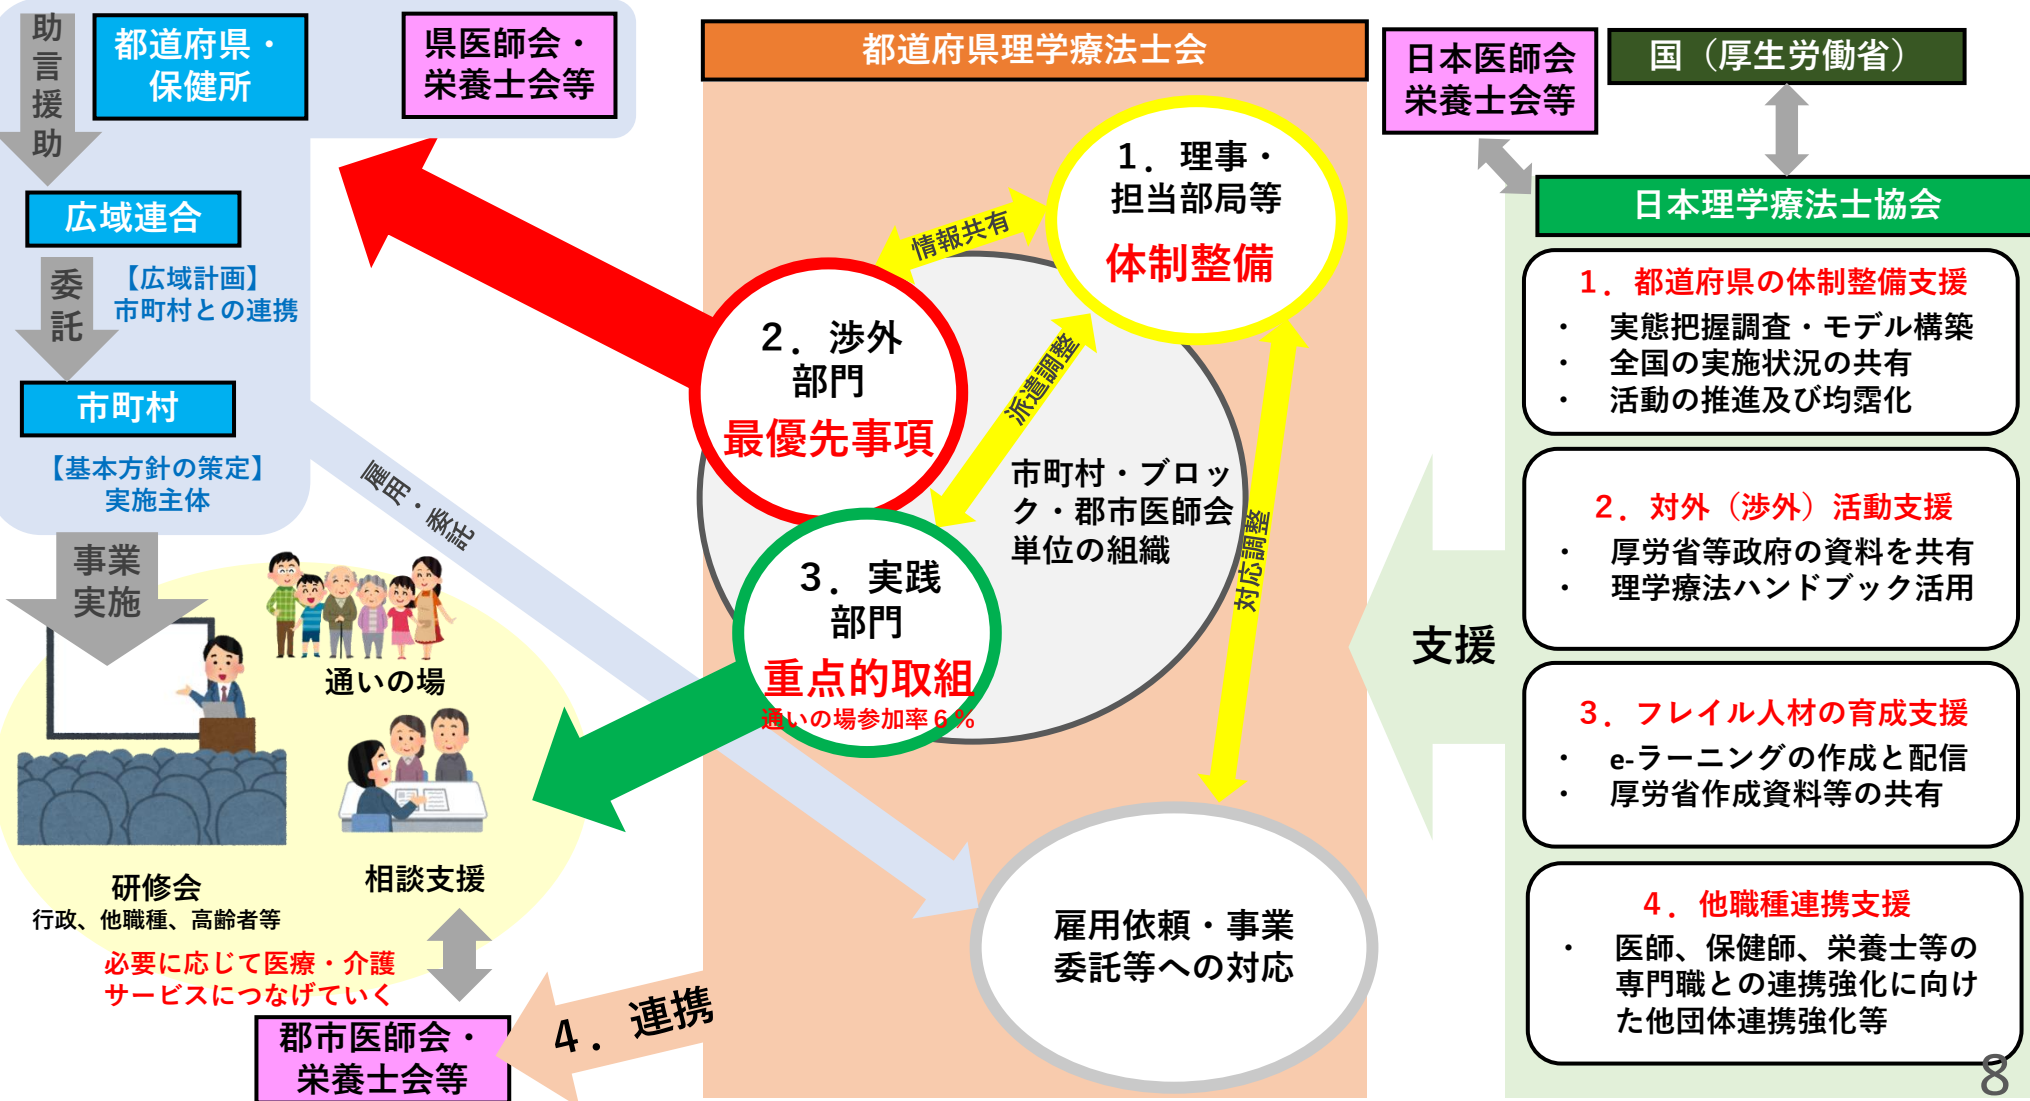 助
言
援
助
都道府県・
保健所
県医師会・
栄養士会等
広域連合
委
託
【広域計画】
市町村との連携
市町村
【基本方針の策定】
実施主体
事業
実施
雇用・委託
通いの場
相談支援
研修会
行政、他職種、高齢者等
必要に応じて医療・介護
サービスにつなげていく
郡市医師会・
栄養士会等
4．連携
都道府県理学療法士会
1．理事・
担当部局等
体制整備
情報共有
2．渉外
部門
最優先事項
派遣調整
市町村・ブロッ
ク・郡市医師会
単位の組織
対応調整
3．実践
部門
重点的取組
通いの場参加率６%
雇用依頼・事業
委託等への対応
日本医師会
栄養士会等
国（厚生労働省）
日本理学療法士協会
支援
1．都道府県の体制整備支援
・ 実態把握調査・モデル構築
・ 全国の実施状況の共有
・ 活動の推進及び均霑化
2．対外（渉外）活動支援
・ 厚労省等政府の資料を共有
・ 理学療法ハンドブック活用
3．フレイル人材の育成支援
・ e-ラーニングの作成と配信
・ 厚労省作成資料等の共有
4．他職種連携支援
・ 医師、保健師、栄養士等の
専門職との連携強化に向け
た他団体連携強化等
8